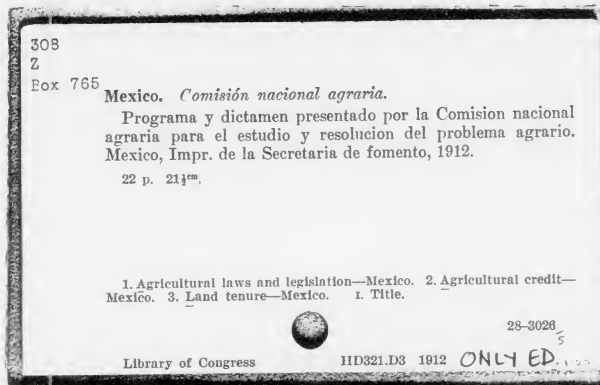 308
Z
Box 765
Mexico. Comisión nacional agraria.
Programa y dictamen presentado por la Comision nacional
agraria para el estudio y resolucion del problema agrario.
Mexico, Impr. de la Secretaria de fomento, 1912.
22 p. 21½ᶜᵐ.
1. Agricultural laws and legislation—Mexico. 2. Agricultural credit—
Mexico. 3. Land tenure—Mexico. I. Title.
28–3026
5
Library of Congress HD321.D3 1912 ONLY ED.